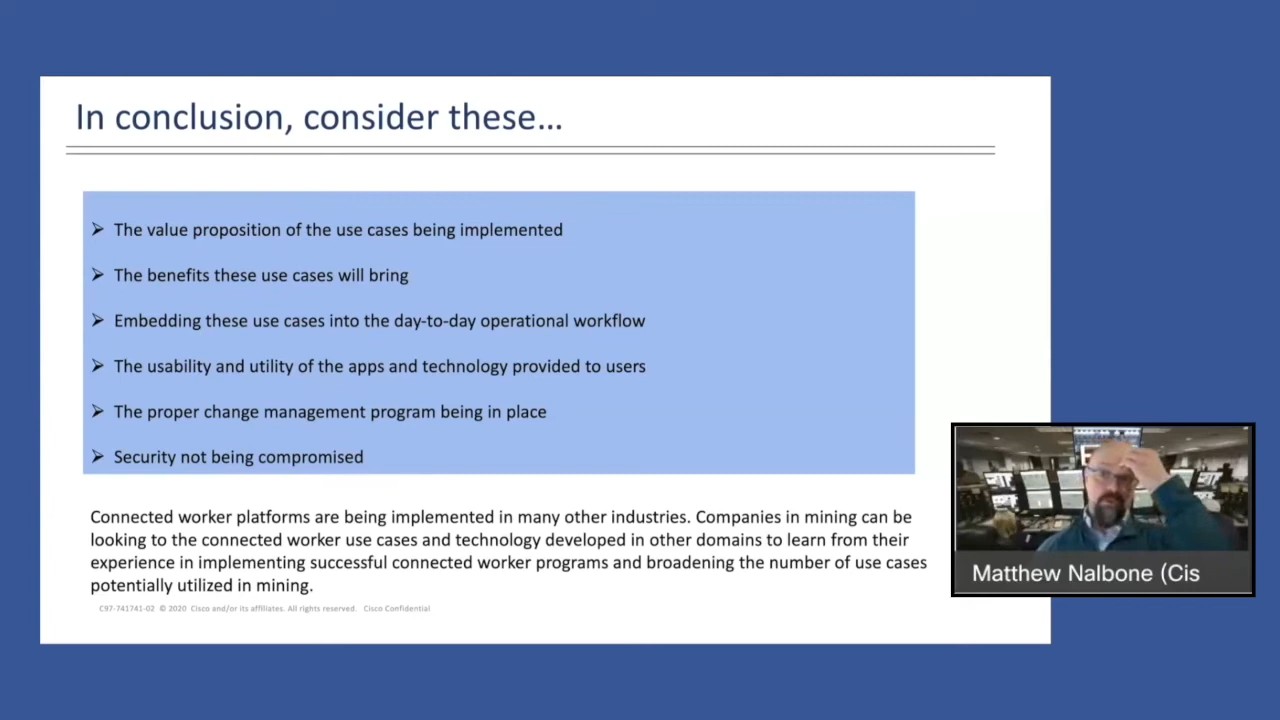 In conclusion, consider these...
➢ The value proposition of the use cases being implemented
➢ The benefits these use cases will bring
➢ Embedding these use cases into the day-to-day operational workflow
➢ The usability and utility of the apps and technology provided to users
➢ The proper change management program being in place
➢ Security not being compromised
Connected worker platforms are being implemented in many other industries. Companies in mining can be
looking to the connected worker use cases and technology developed in other domains to learn from their
experience in implementing successful connected worker programs and broadening the number of use cases
potentially utilized in mining.
C97-741741-02 © 2020 Cisco and/or its affiliates. All rights reserved. Cisco Confidential
Matthew Nalbone (Cis